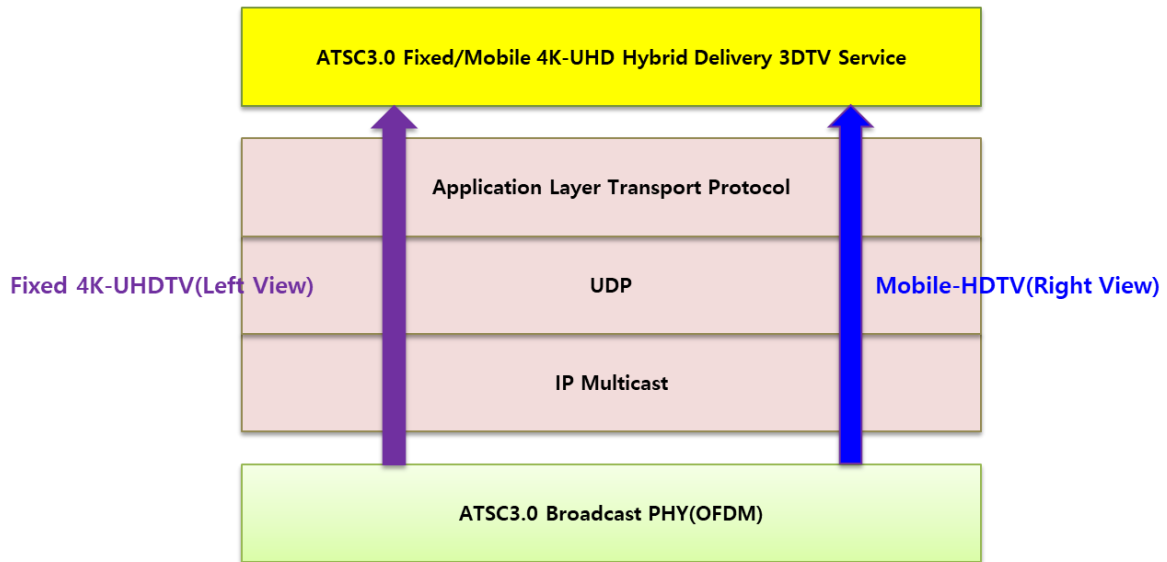 ATSC3.0 Fixed/Mobile 4K-UHD Hybrid Delivery 3DTV Service
Application Layer Transport Protocol
Fixed 4K-UHDTV(Left View)
UDP
Mobile-HDTV(Right View)
IP Multicast
ATSC3.0 Broadcast PHY(OFDM)